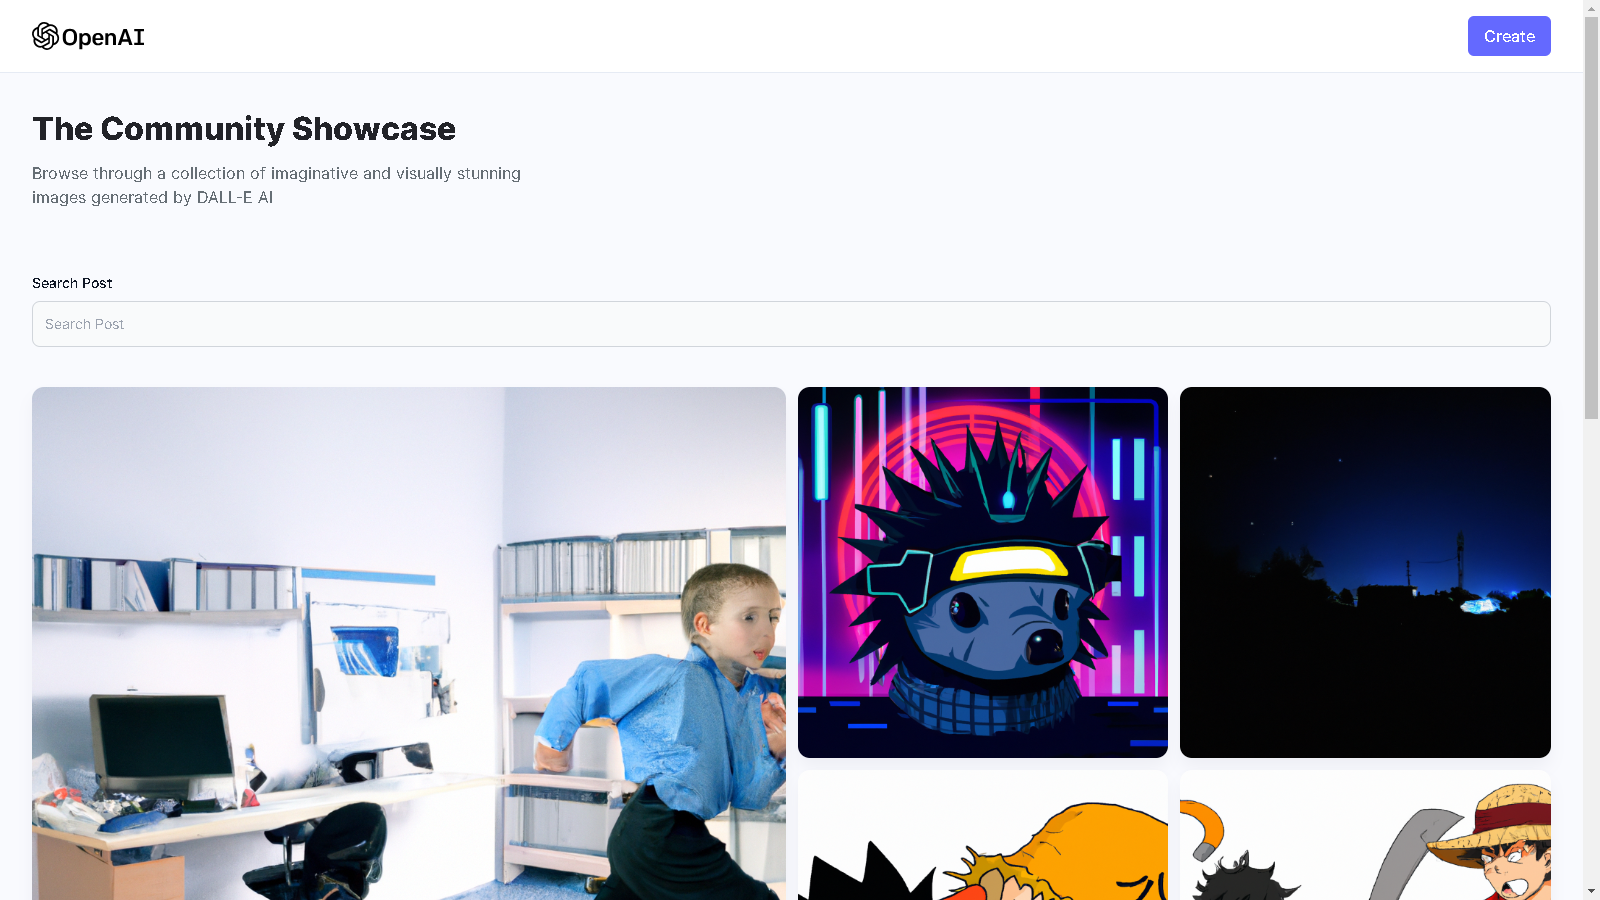 OpenAI
Create
The Community Showcase
Browse through a collection of imaginative and visually stunning
images generated by DALL-E AI
Search Post
Search Post